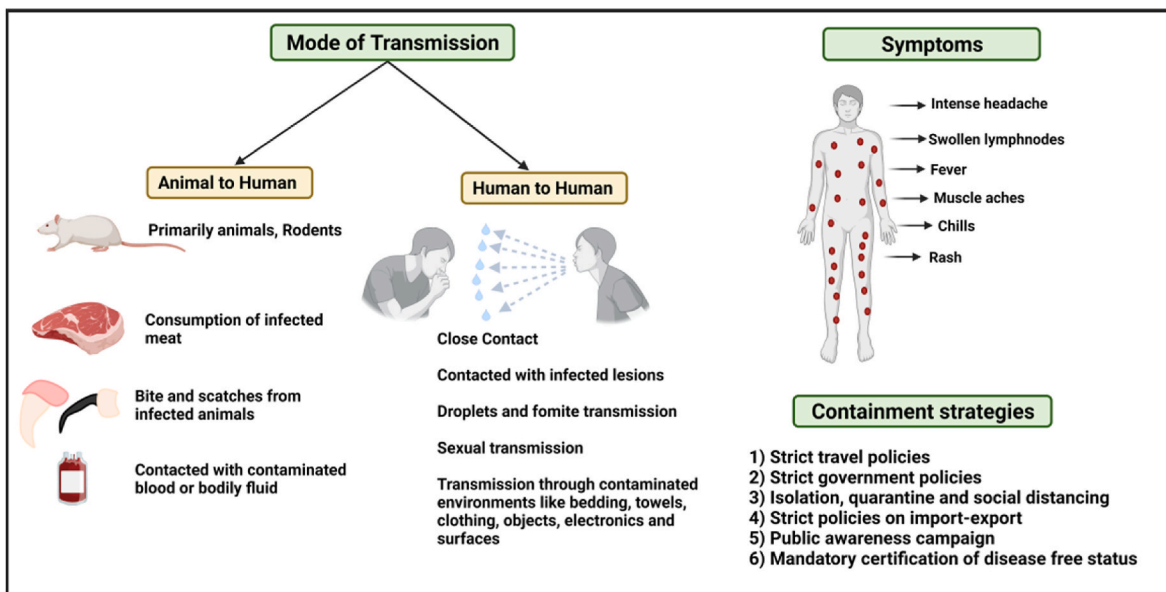 Mode of Transmission
Animal to Human
Primarily animals, Rodents
Consumption of infected
meat
Bite and scatches from
infected animals
Contacted with contaminated
blood or bodily fluid
Human to Human
Close Contact
Contacted with infected lesions
Droplets and fomite transmission
Sexual transmission
Transmission through contaminated
environments like bedding, towels,
clothing, objects, electronics and
surfaces
Symptoms
Intense headache
Swollen lymphnodes
Fever
Muscle aches
Chills
Rash
Containment strategies
1) Strict travel policies
2) Strict government policies
3) Isolation, quarantine and social distancing
4) Strict policies on import-export
5) Public awareness campaign
6) Mandatory certification of disease free status